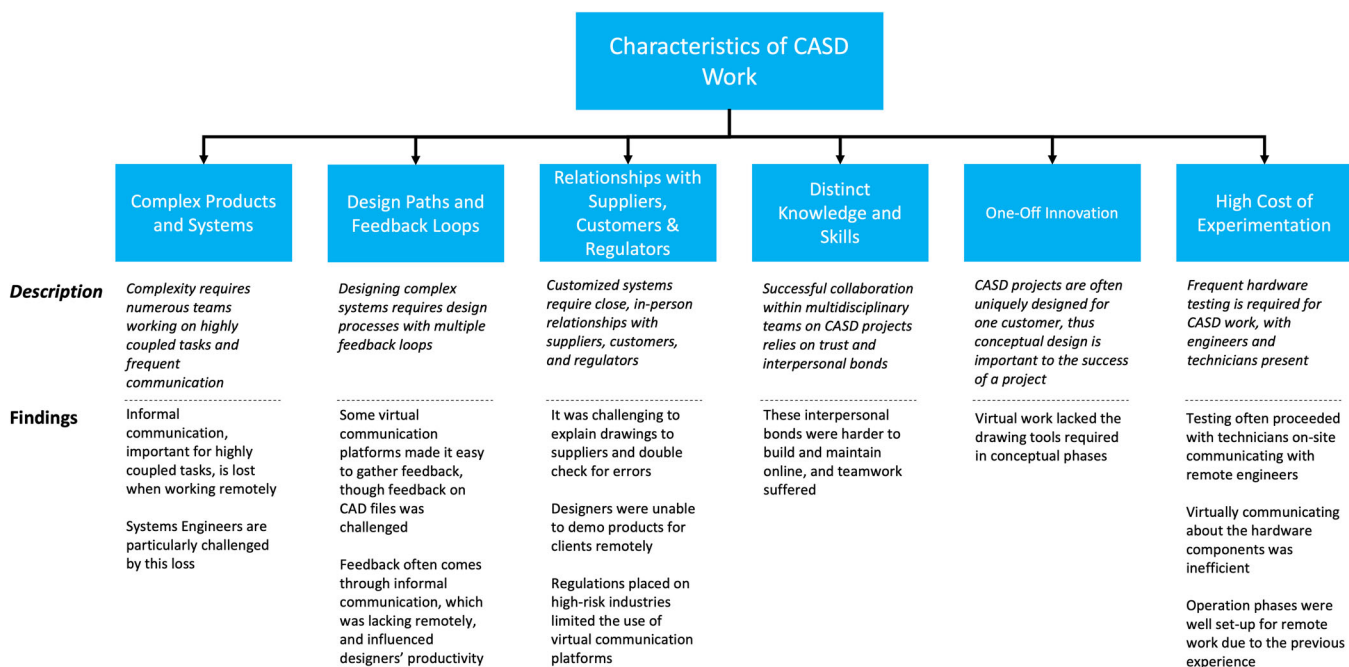 Characteristics of CASD
Work
Complex Products
and Systems
Design Paths and
Feedback Loops
Relationships with
Suppliers,
Customers &
Regulators
Distinct
Knowledge and
Skills
One-Off Innovation
High Cost of
Experimentation
Description
Complexity requires
numerous teams
working on highly
coupled tasks and
frequent
communication
Designing complex
systems requires design
processes with multiple
feedback loops
Customized systems
require close, in-person
relationships with
suppliers, customers,
and regulators
Successful collaboration
within multidisciplinary
teams on CASD projects
relies on trust and
interpersonal bonds
CASD projects are often
uniquely designed for
one customer, thus
conceptual design is
important to the success
of a project
Frequent hardware
testing is required for
CASD work, with
engineers and
technicians present
Findings
Informal
communication,
important for highly
coupled tasks, is lost
when working remotely
Systems Engineers are
particularly challenged
by this loss
Some virtual
communication
platforms made it easy
to gather feedback,
though feedback on
CAD files was
challenged
Feedback often comes
through informal
communication, which
was lacking remotely,
and influenced
designers' productivity
It was challenging to
explain drawings to
suppliers and double
check for errors
Designers were unable
to demo products for
clients remotely
Regulations placed on
high-risk industries
limited the use of
virtual communication
platforms
These interpersonal
bonds were harder to
build and maintain
online, and teamwork
suffered
Virtual work lacked the
drawing tools required
in conceptual phases
Testing often proceeded
with technicians on-site
communicating with
remote engineers
Virtually communicating
about the hardware
components was
inefficient
Operation phases were
well set-up for remote
work due to the previous
experience